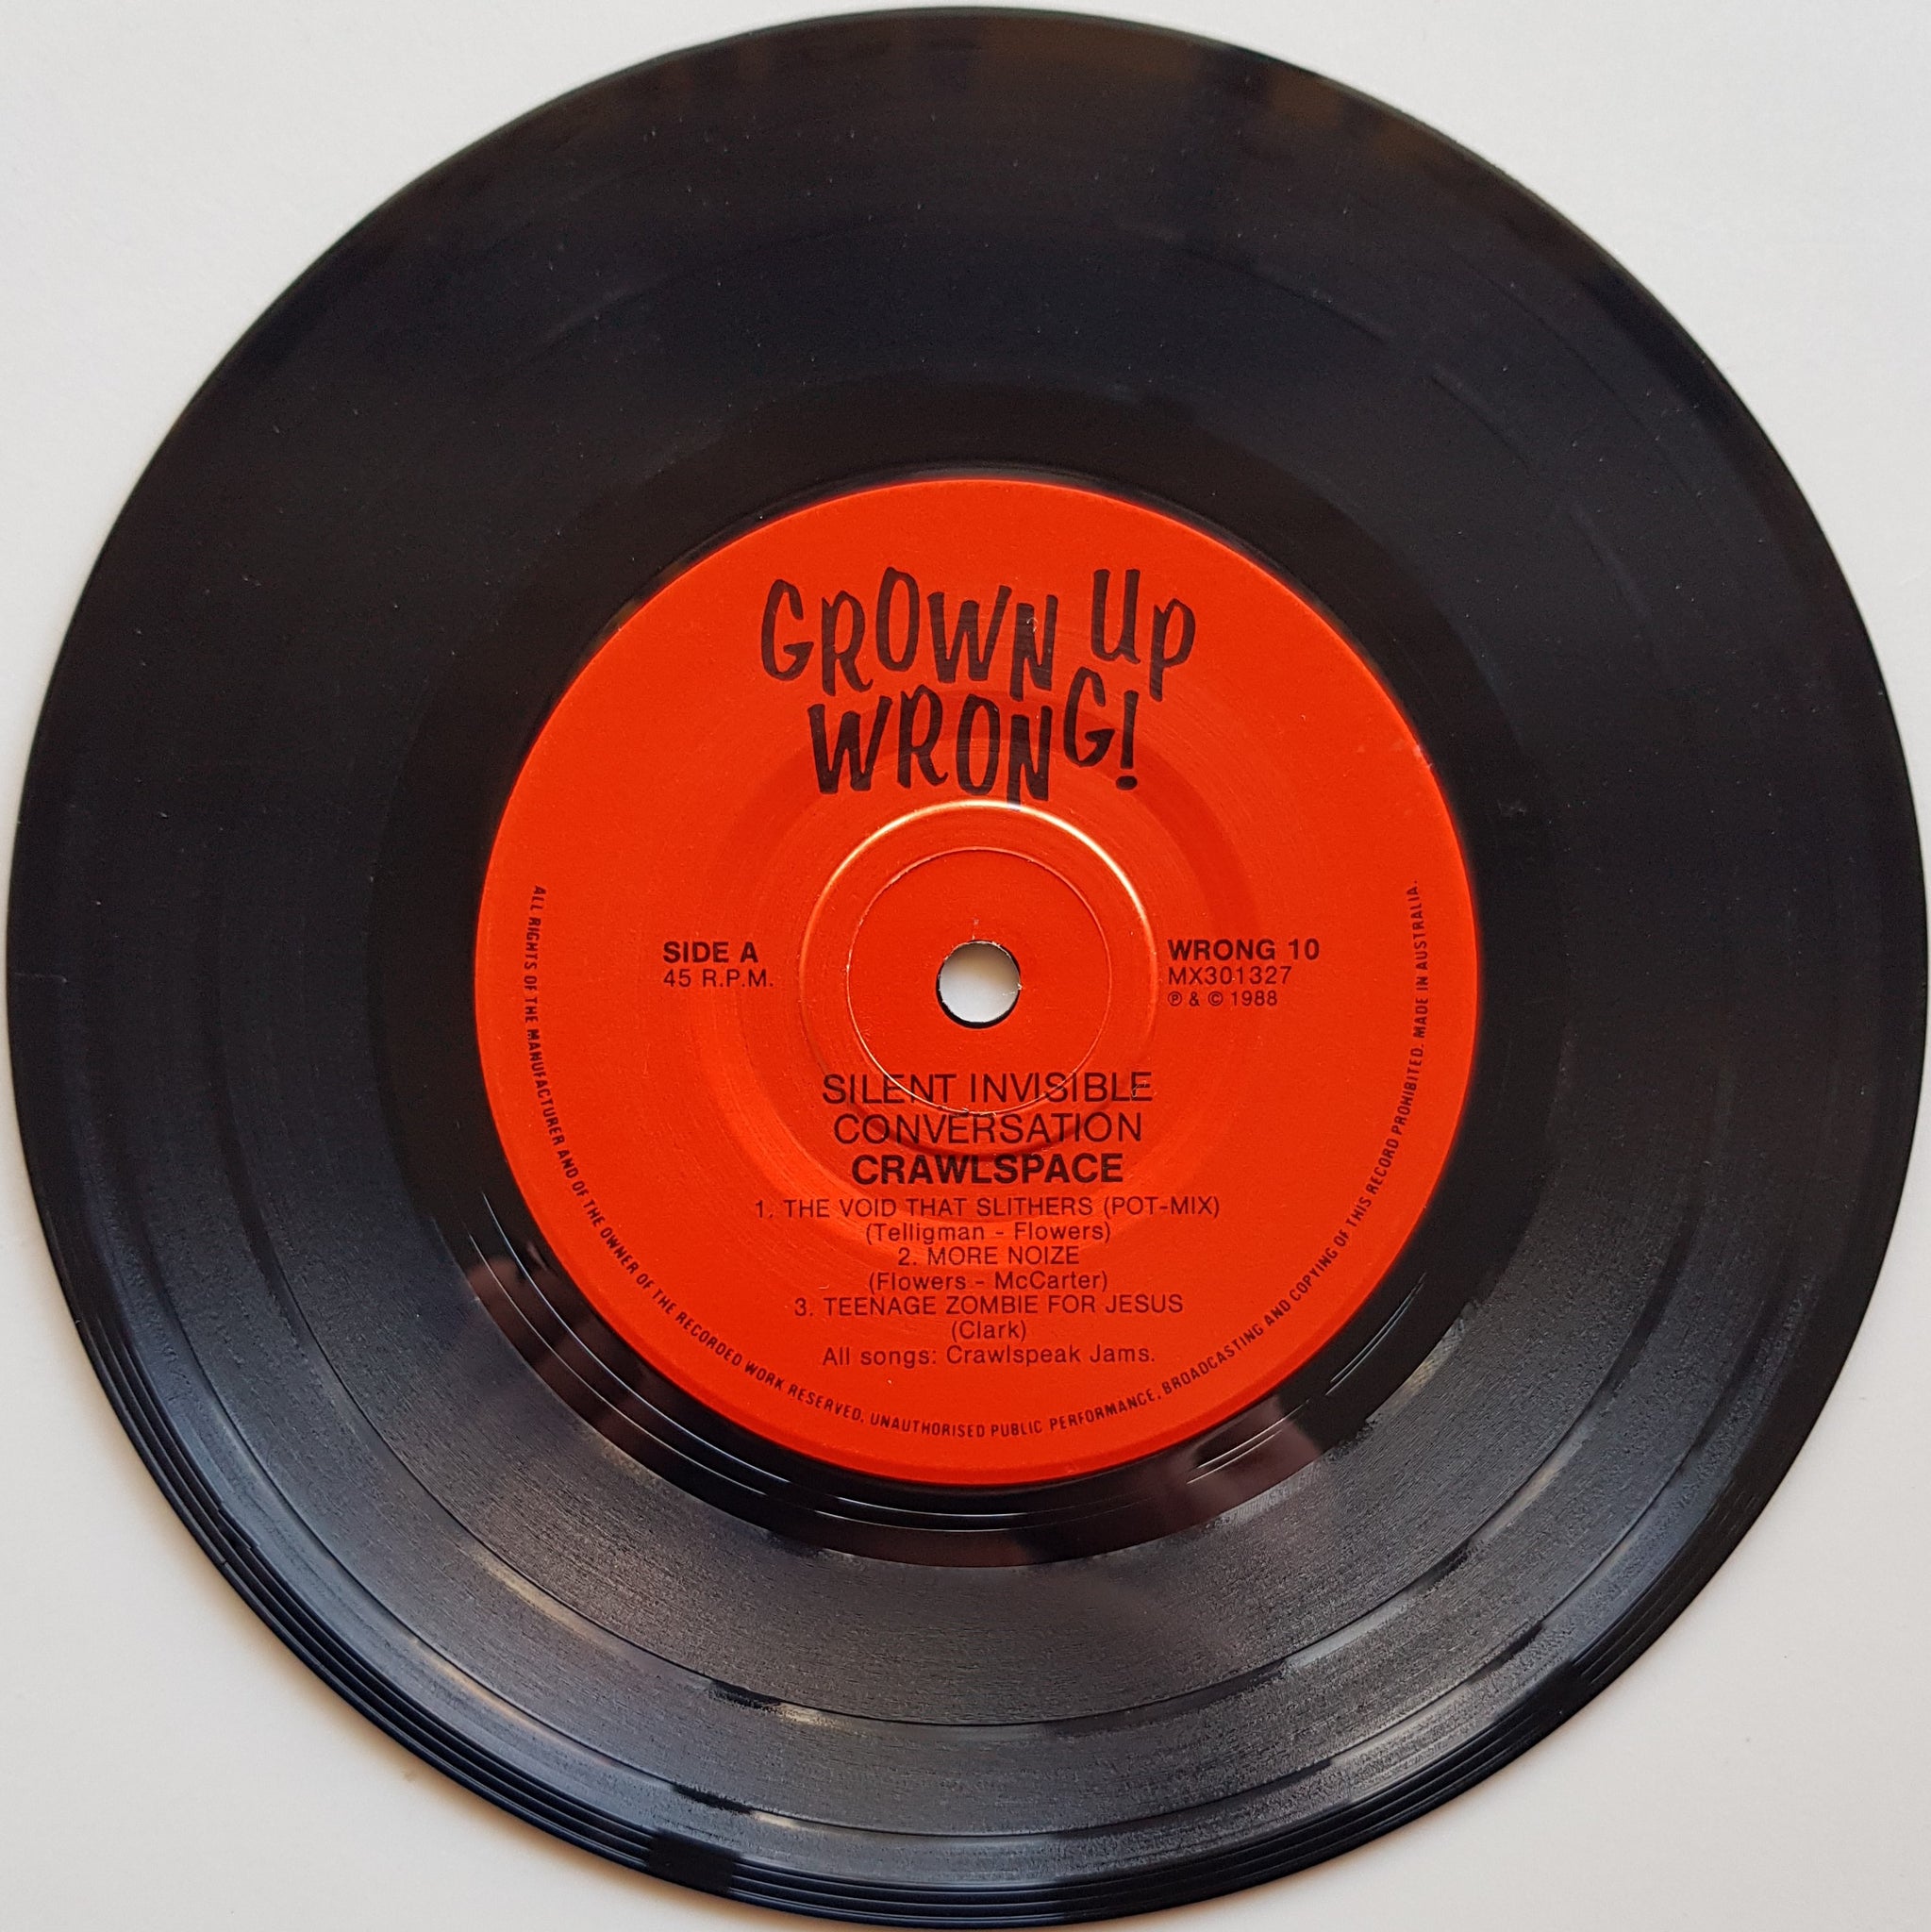 GROWN UP
WRONG!
SIDE A
45 R.P.M.
WRONG 10
MX301327
℗ & © 1988
SILENT INVISIBLE
CONVERSATION
CRAWLSPACE
1. THE VOID THAT SLITHERS (POT-MIX)
(Telligman - Flowers)
2. MORE NOIZE
(Flowers - McCarter)
3. TEENAGE ZOMBIE FOR JESUS
(Clark)
All songs: Crawlspeak Jams.
ALL RIGHTS OF THE MANUFACTURER AND OF THE OWNER OF THE RECORDED WORK RESERVED. UNAUTHORISED PUBLIC PERFORMANCE, BROADCASTING AND COPYING OF THIS RECORD PROHIBITED. MADE IN AUSTRALIA.